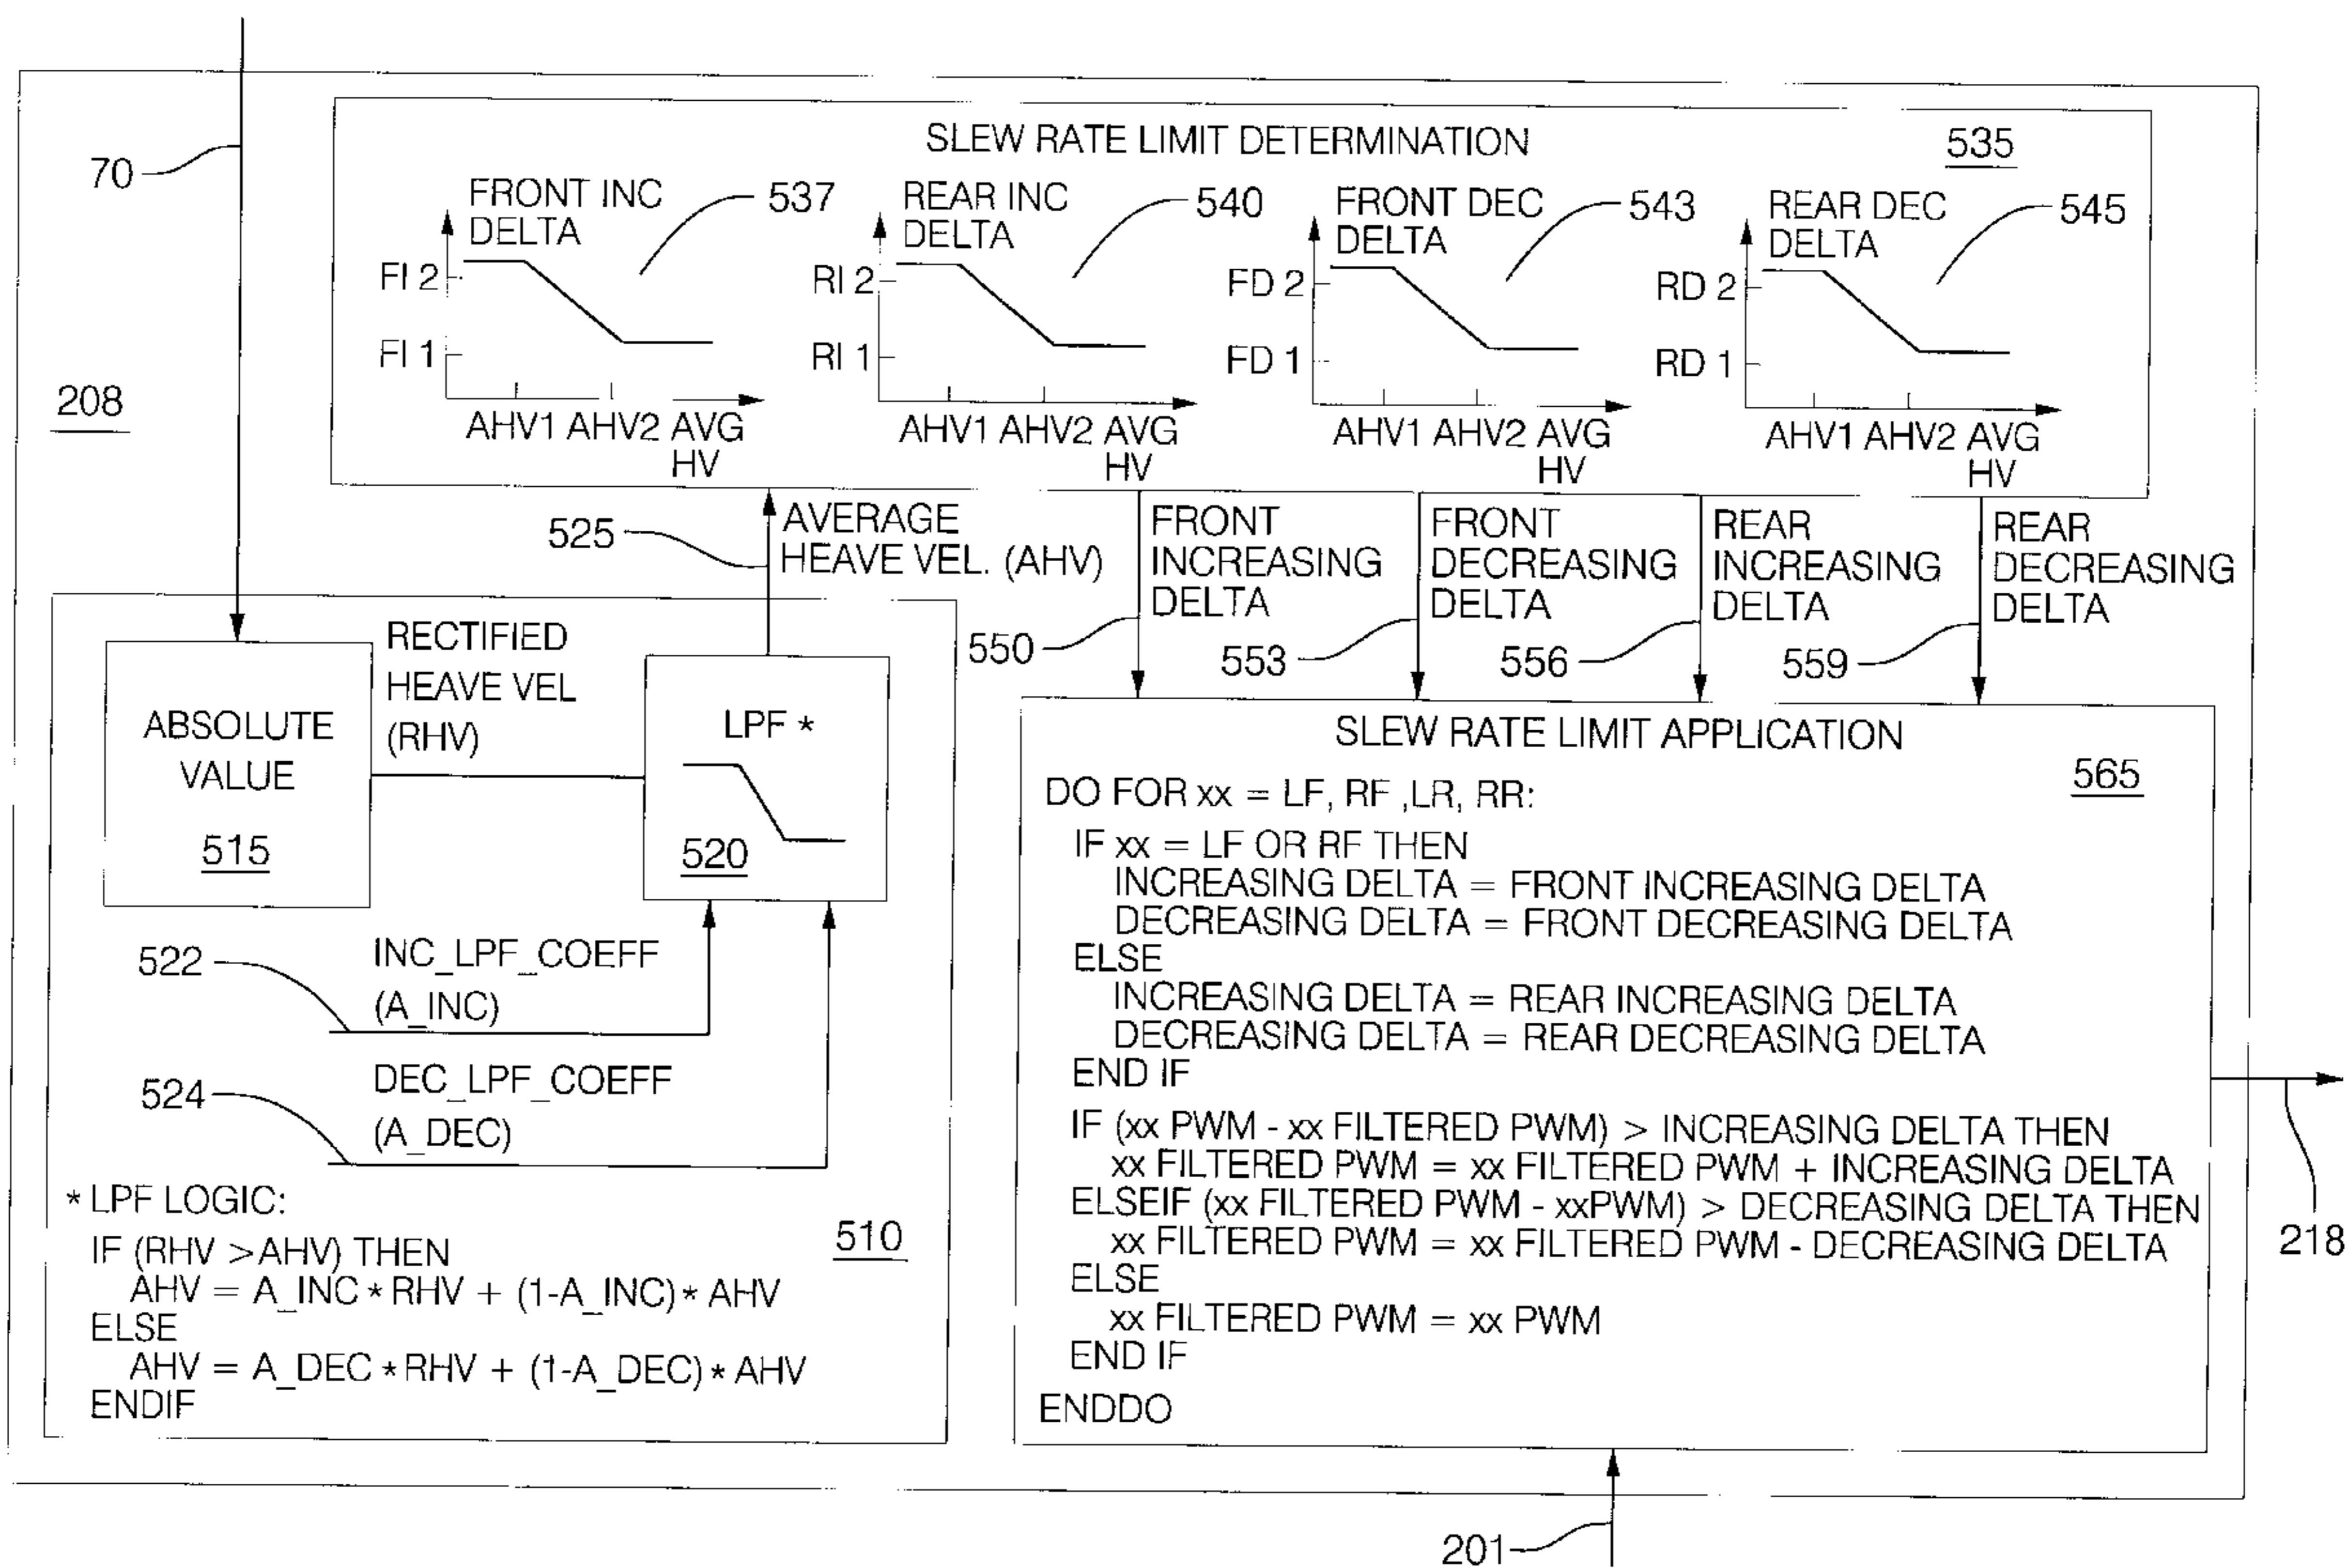 70
208
SLEW RATE LIMIT DETERMINATION
535
FRONT INC
DELTA
537
FI 2
FI 1
AHV1 AHV2 AVG
HV
REAR INC
DELTA
540
RI 2
RI 1
AHV1 AHV2 AVG
HV
FRONT DEC
DELTA
543
FD 2
FD 1
AHV1 AHV2 AVG
HV
REAR DEC
DELTA
545
RD 2
RD 1
AHV1 AHV2 AVG
HV
525
AVERAGE
HEAVE VEL. (AHV)
FRONT
INCREASING
DELTA
550
FRONT
DECREASING
DELTA
553
REAR
INCREASING
DELTA
556
REAR
DECREASING
DELTA
559
ABSOLUTE
VALUE
515
RECTIFIED
HEAVE VEL
(RHV)
LPF *
520
522
INC_LPF_COEFF
(A_INC)
524
DEC_LPF_COEFF
(A_DEC)
* LPF LOGIC:
510
IF (RHV >AHV) THEN
AHV = A_INC * RHV + (1-A_INC) * AHV
ELSE
AHV = A_DEC * RHV + (1-A_DEC) * AHV
ENDIF
SLEW RATE LIMIT APPLICATION
565
DO FOR xx = LF, RF ,LR, RR:
IF xx = LF OR RF THEN
INCREASING DELTA = FRONT INCREASING DELTA
DECREASING DELTA = FRONT DECREASING DELTA
ELSE
INCREASING DELTA = REAR INCREASING DELTA
DECREASING DELTA = REAR DECREASING DELTA
END IF
IF (xx PWM - xx FILTERED PWM) > INCREASING DELTA THEN
xx FILTERED PWM = xx FILTERED PWM + INCREASING DELTA
ELSEIF (xx FILTERED PWM - xxPWM) > DECREASING DELTA THEN
xx FILTERED PWM = xx FILTERED PWM - DECREASING DELTA
ELSE
xx FILTERED PWM = xx PWM
END IF
ENDDO
218
201